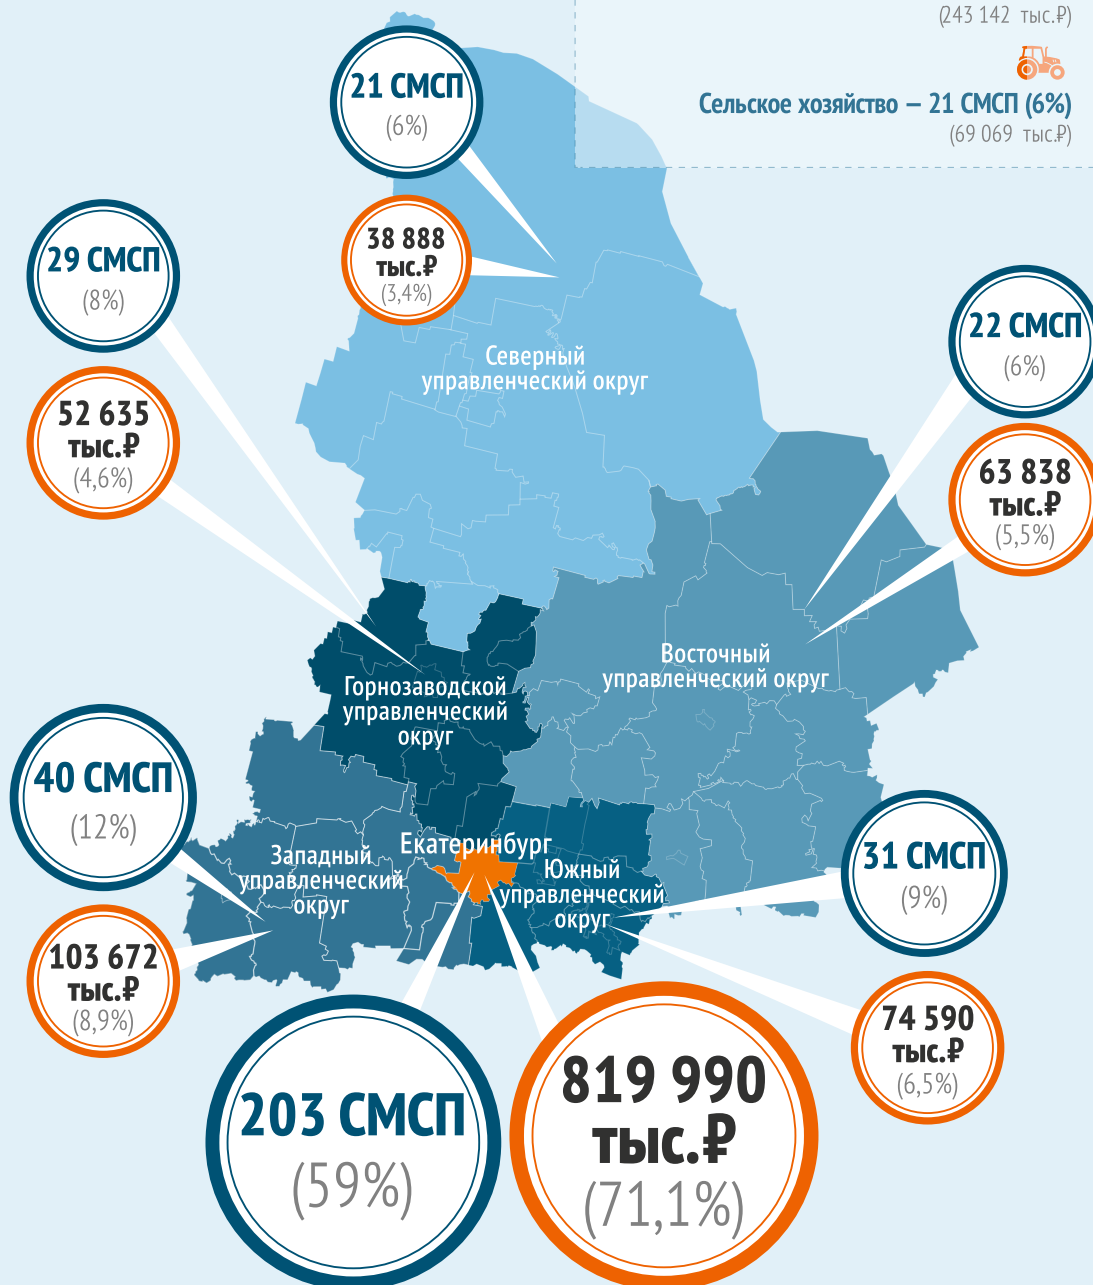 (243 142 тыс.₽)
Сельское хозяйство — 21 СМСП (6%)
(69 069 тыс.₽)
21 СМСП
(6%)
38 888
тыс.₽
(3,4%)
29 СМСП
(8%)
52 635
тыс.₽
(4,6%)
22 СМСП
(6%)
63 838
тыс.₽
(5,5%)
Северный
управленческий округ
Восточный
управленческий округ
Горнозаводской
управленческий
округ
40 СМСП
(12%)
103 672
тыс.₽
(8,9%)
Западный
управленческий
округ
Екатеринбург
Южный
управленческий
округ
31 СМСП
(9%)
74 590
тыс.₽
(6,5%)
203 СМСП
(59%)
819 990
тыс.₽
(71,1%)